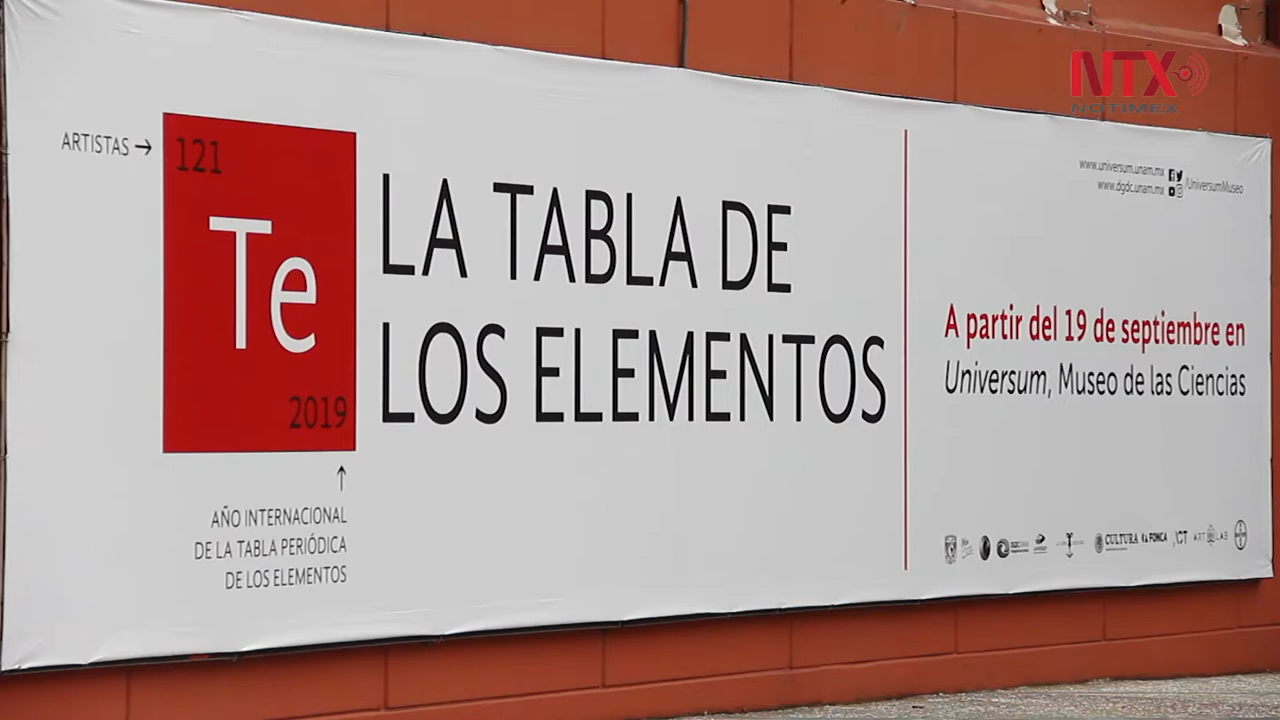 NTX
NOTIMEX
ARTISTAS →
121
Te
2019
↑
AÑO INTERNACIONAL
DE LA TABLA PERIÓDICA
DE LOS ELEMENTOS
LA TABLA DE
LOS ELEMENTOS
www.universum.unam.mx
www.dgdc.unam.mx
/UniversumMuseo
A partir del 19 de septiembre en
Universum, Museo de las Ciencias
CULTURA
FONCA
ART LAB